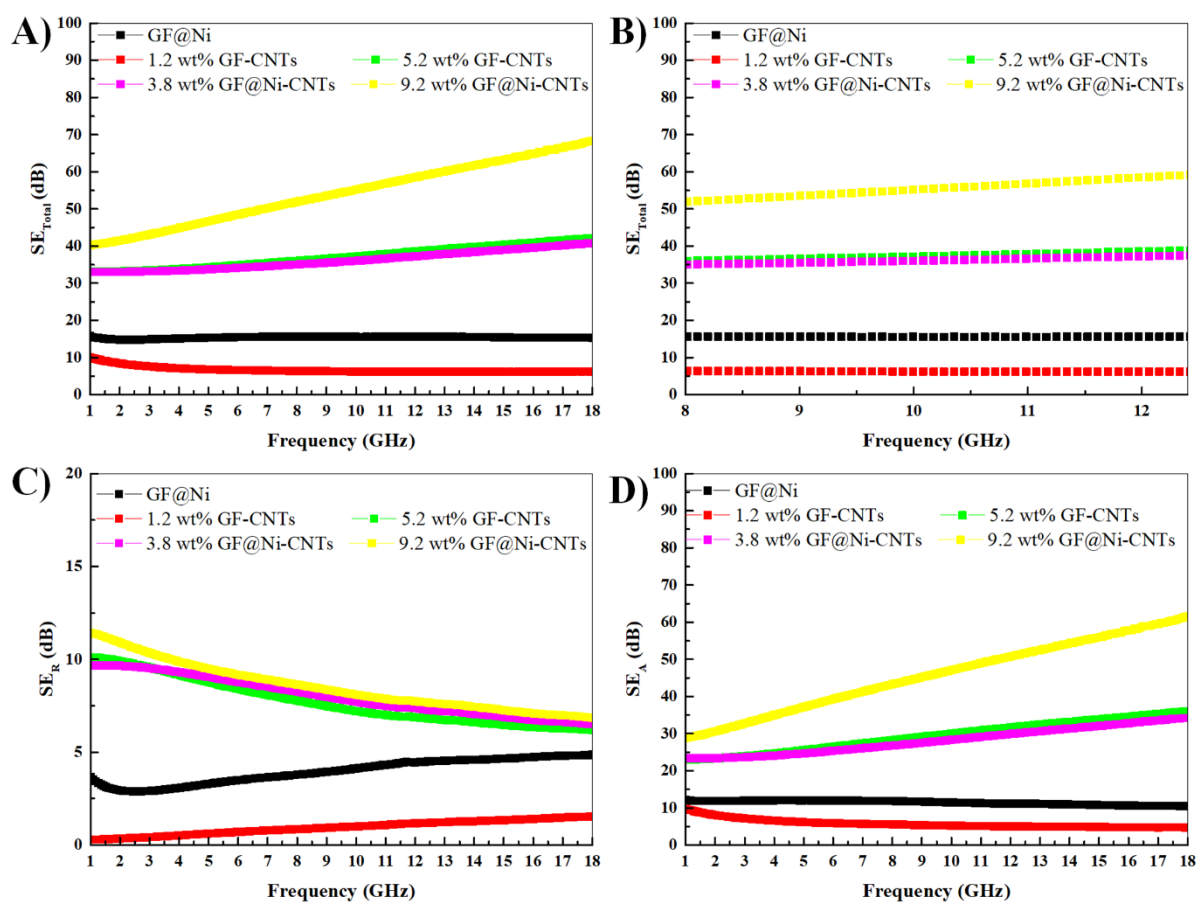 A)
GF@Ni
1.2 wt% GF-CNTs 5.2 wt% GF-CNTs
3.8 wt% GF@Ni-CNTs 9.2 wt% GF@Ni-CNTs
SE_Total (dB)
100
90
80
70
60
50
40
30
20
10
0
1 2 3 4 5 6 7 8 9 10 11 12 13 14 15 16 17 18
Frequency (GHz)
B)
GF@Ni
1.2 wt% GF-CNTs 5.2 wt% GF-CNTs
3.8 wt% GF@Ni-CNTs 9.2 wt% GF@Ni-CNTs
SE_Total (dB)
100
90
80
70
60
50
40
30
20
10
0
8 9 10 11 12
Frequency (GHz)
C)
GF@Ni
1.2 wt% GF-CNTs 5.2 wt% GF-CNTs
3.8 wt% GF@Ni-CNTs 9.2 wt% GF@Ni-CNTs
SE_R (dB)
20
15
10
5
0
1 2 3 4 5 6 7 8 9 10 11 12 13 14 15 16 17 18
Frequency (GHz)
D)
GF@Ni
1.2 wt% GF-CNTs 5.2 wt% GF-CNTs
3.8 wt% GF@Ni-CNTs 9.2 wt% GF@Ni-CNTs
SE_A (dB)
100
90
80
70
60
50
40
30
20
10
0
1 2 3 4 5 6 7 8 9 10 11 12 13 14 15 16 17 18
Frequency (GHz)